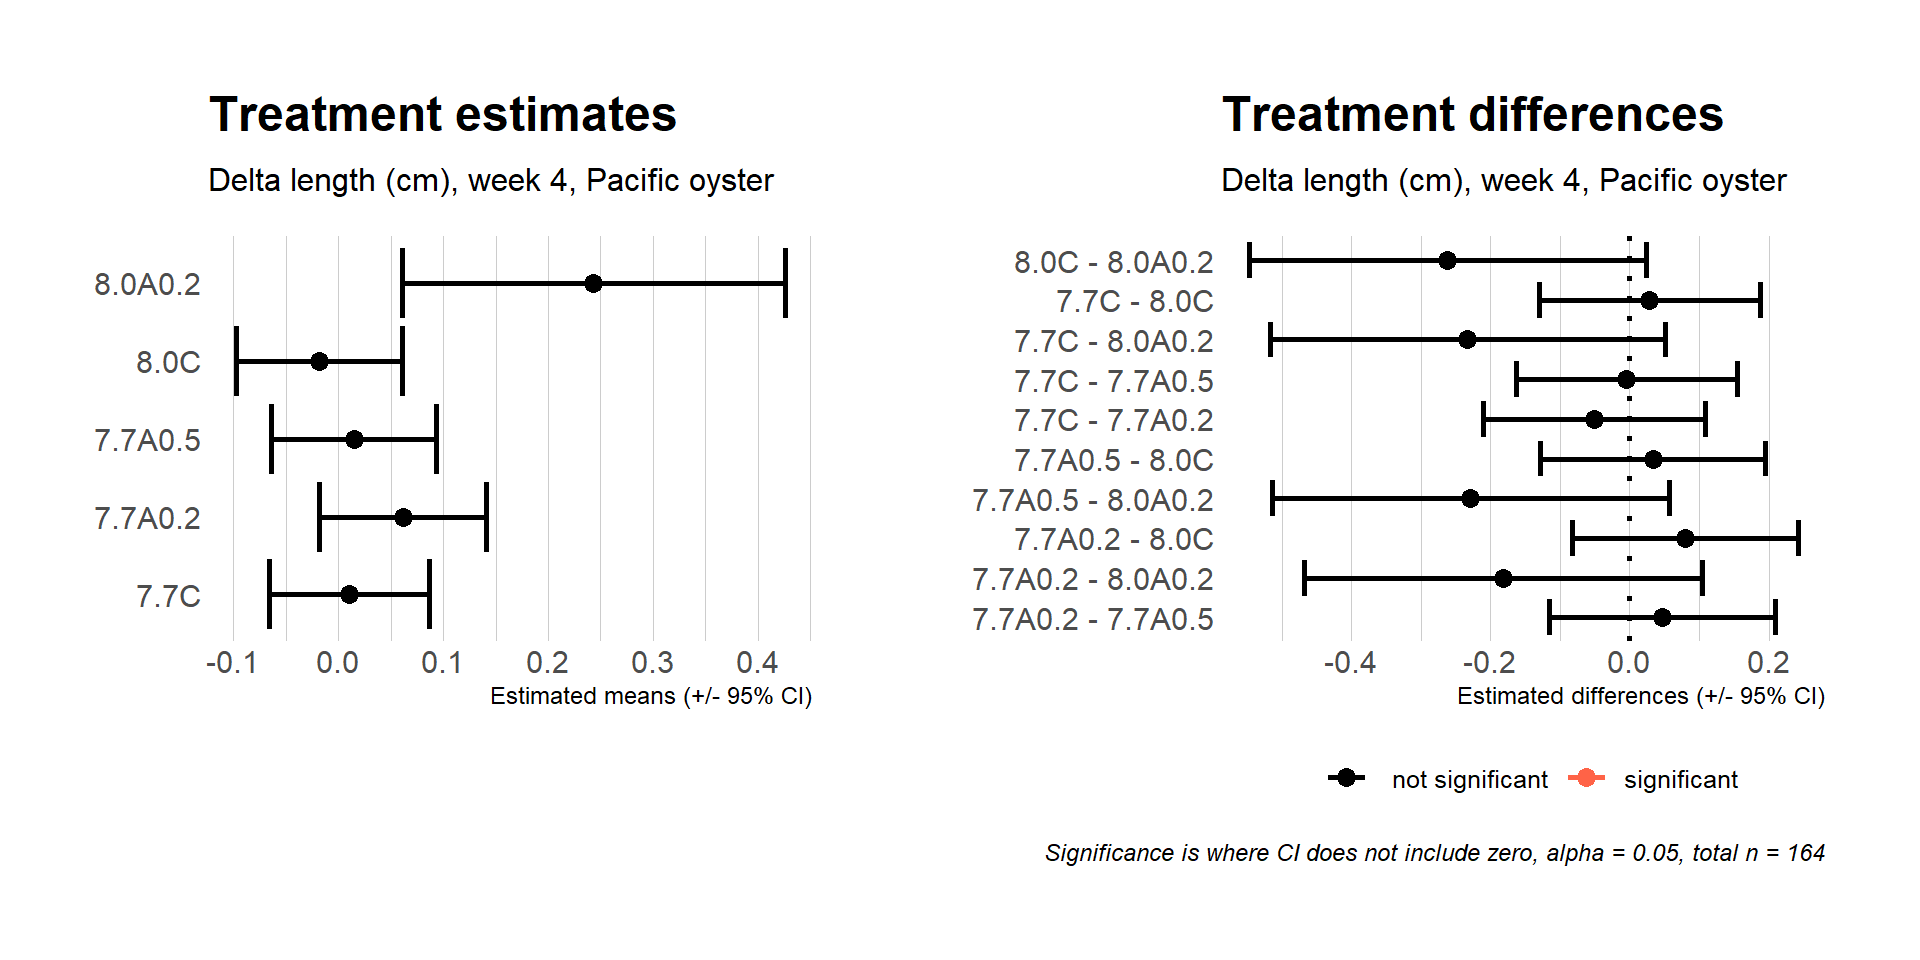 Treatment estimates
Delta length (cm), week 4, Pacific oyster
8.0A0.2
8.0C
7.7A0.5
7.7A0.2
7.7C
-0.1 0.0 0.1 0.2 0.3 0.4
Estimated means (+/- 95% CI)
Treatment differences
Delta length (cm), week 4, Pacific oyster
8.0C - 8.0A0.2
7.7C - 8.0C
7.7C - 8.0A0.2
7.7C - 7.7A0.5
7.7C - 7.7A0.2
7.7A0.5 - 8.0C
7.7A0.5 - 8.0A0.2
7.7A0.2 - 8.0C
7.7A0.2 - 8.0A0.2
7.7A0.2 - 7.7A0.5
-0.4 -0.2 0.0 0.2
Estimated differences (+/- 95% CI)
not significant significant
Significance is where CI does not include zero, alpha = 0.05, total n = 164